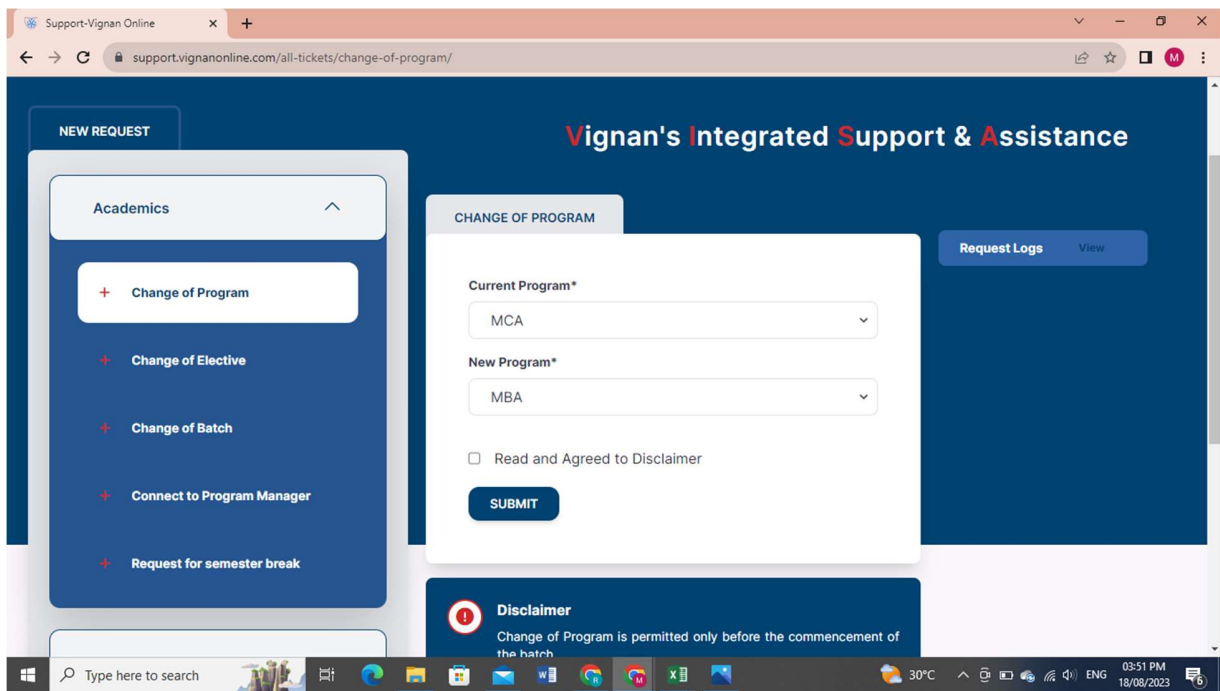 Support-Vignan Online
support.vignanonline.com/all-tickets/change-of-program/
M
NEW REQUEST
Vignan's Integrated Support & Assistance
Academics
Change of Program
Change of Elective
Change of Batch
Connect to Program Manager
Request for semester break
CHANGE OF PROGRAM
Current Program*
MCA
New Program*
MBA
Read and Agreed to Disclaimer
SUBMIT
Request Logs View
Disclaimer
Change of Program is permitted only before the commencement of
the batch
Type here to search
30°C
ENG
03:51 PM
18/08/2023
6